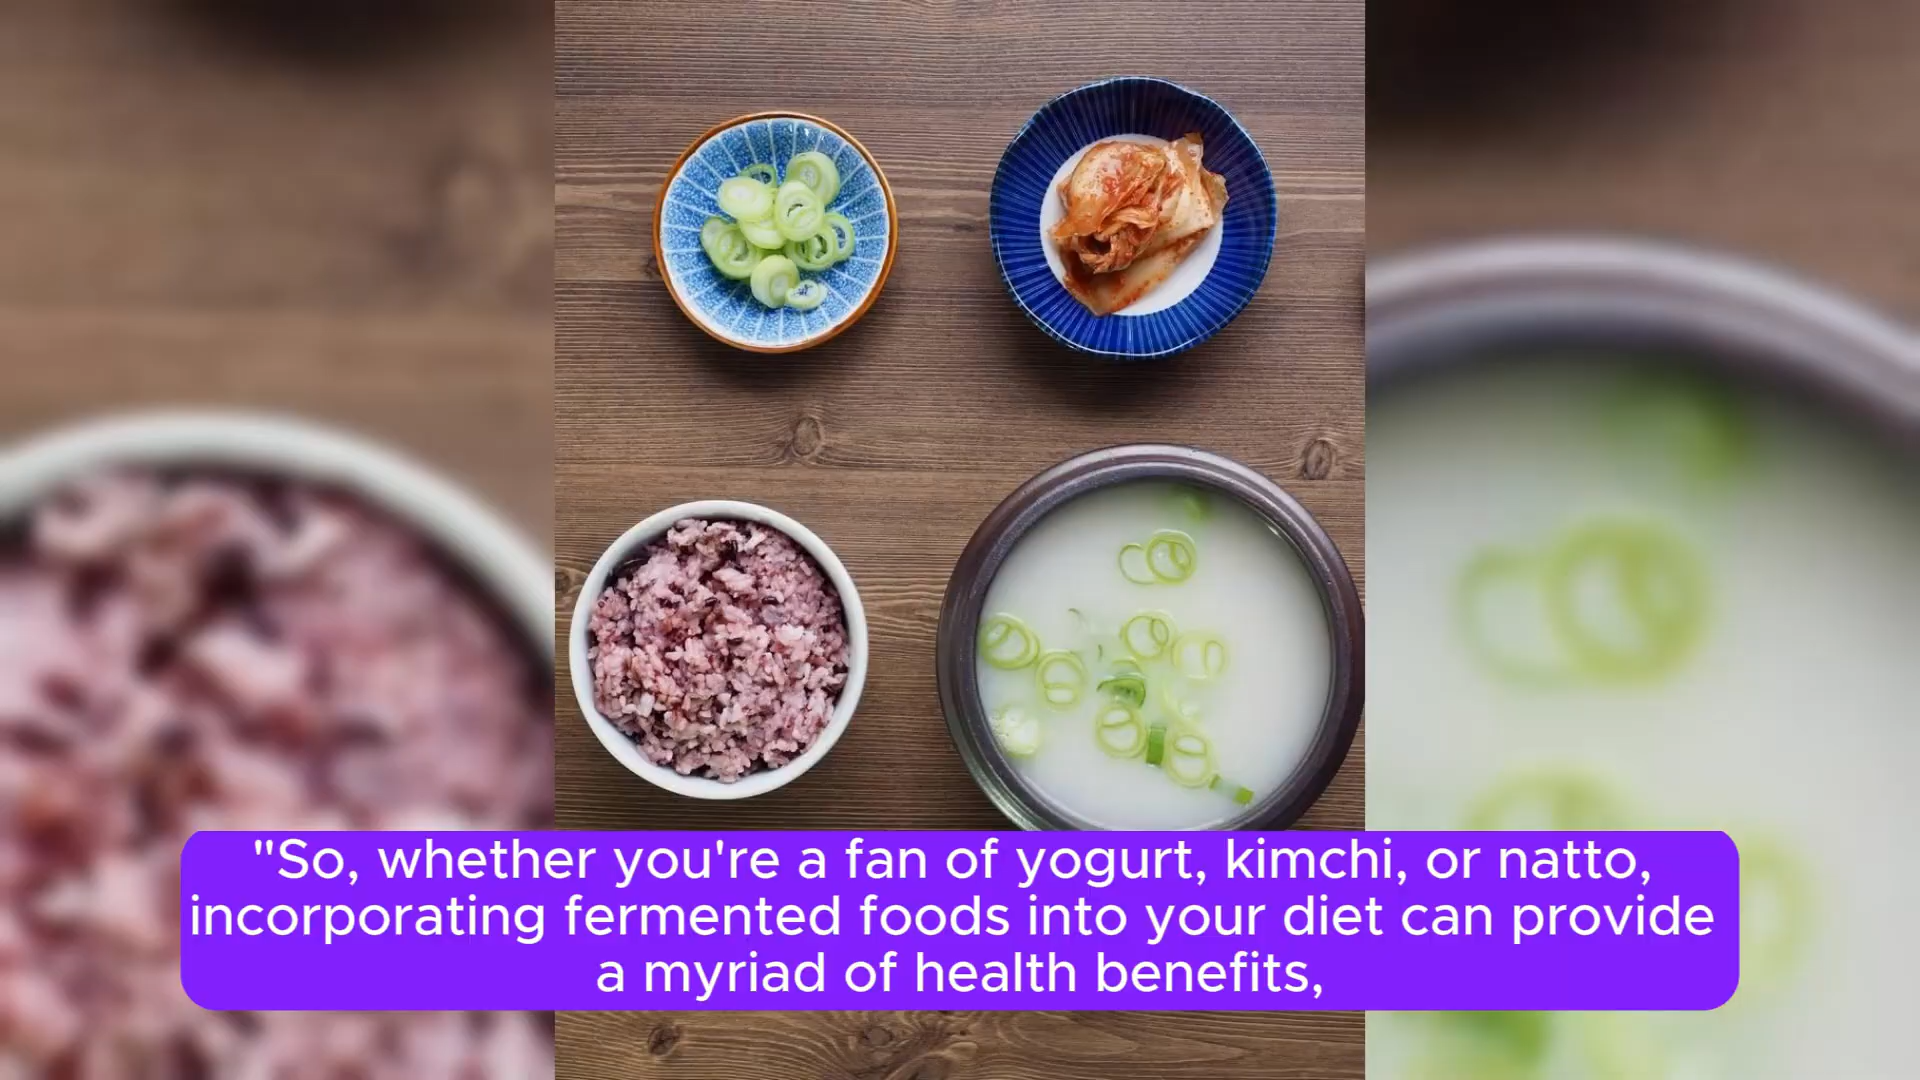 "So, whether you're a fan of yogurt, kimchi, or natto,
incorporating fermented foods into your diet can provide
a myriad of health benefits,